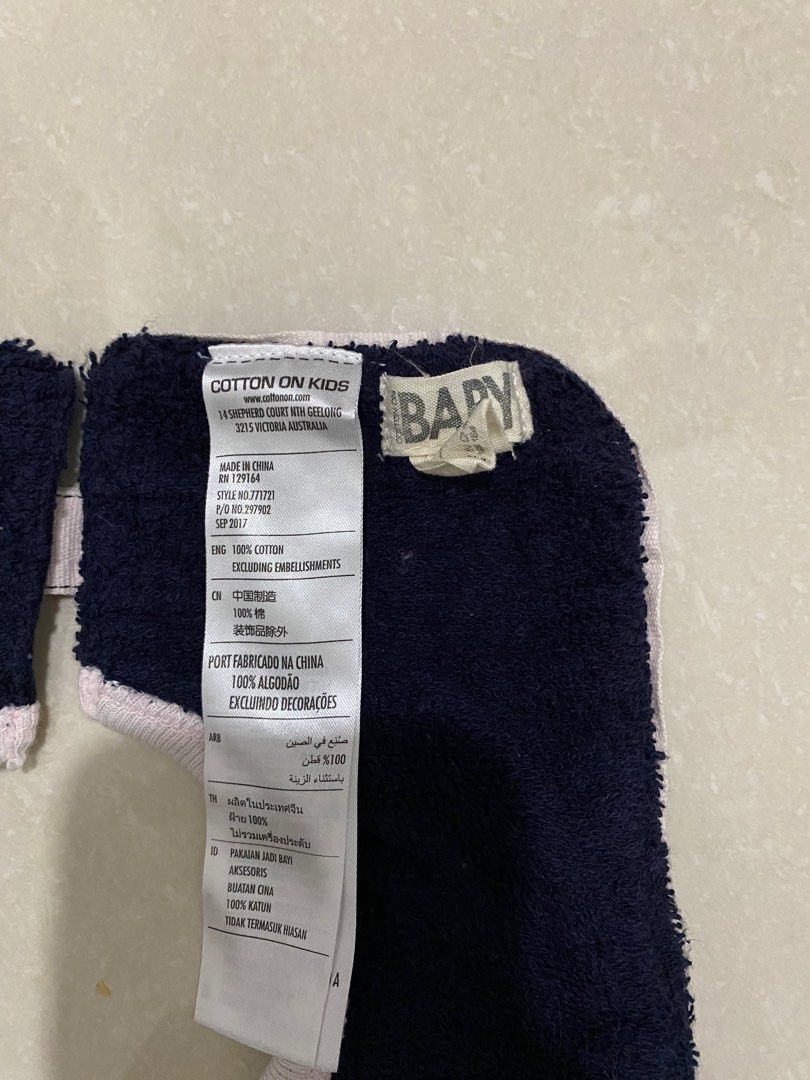 COTTON ON KIDS
www.cottonon.com
14 SHEPHERD COURT NTH GEELONG
3215 VICTORIA AUSTRALIA
MADE IN CHINA
RN 129164
STYLE NO.771721
P/O NO.297902
SEP 2017
ENG 100% COTTON
EXCLUDING EMBELLISHMENTS
CN 中国制造
100% 棉
装饰品除外
PORT FABRICADO NA CHINA
100% ALGODÃO
EXCLUINDO DECORAÇÕES
ARB صنع في الصين
100% قطن
باستثناء الزينة
TH ผลิตในประเทศจีน
ฝ้าย 100%
ไม่รวมเครื่องประดับ
ID PAKAIAN JADI BAYI
AKSESORIS
BUATAN CINA
100% KATUN
TIDAK TERMASUK HIASAN
A
BABY